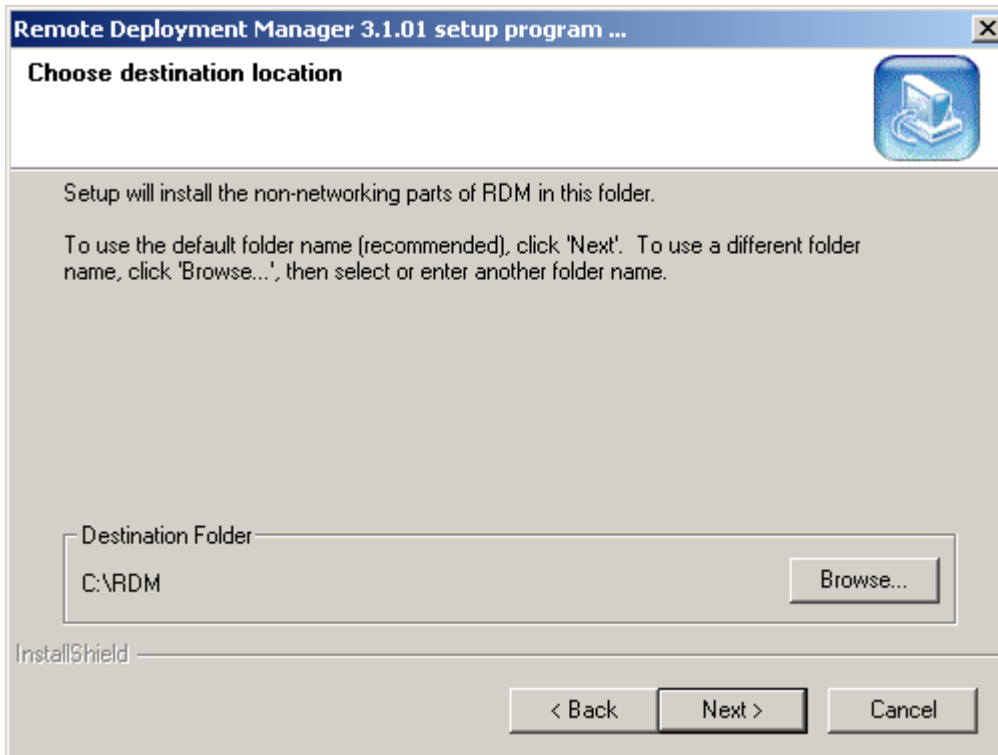 Remote Deployment Manager 3.1.01 setup program ...
Choose destination location
Setup will install the non-networking parts of RDM in this folder.
To use the default folder name (recommended), click 'Next'.  To use a different folder
name, click 'Browse...', then select or enter another folder name.
Destination Folder
C:\RDM
Browse...
InstallShield
< Back
Next >
Cancel